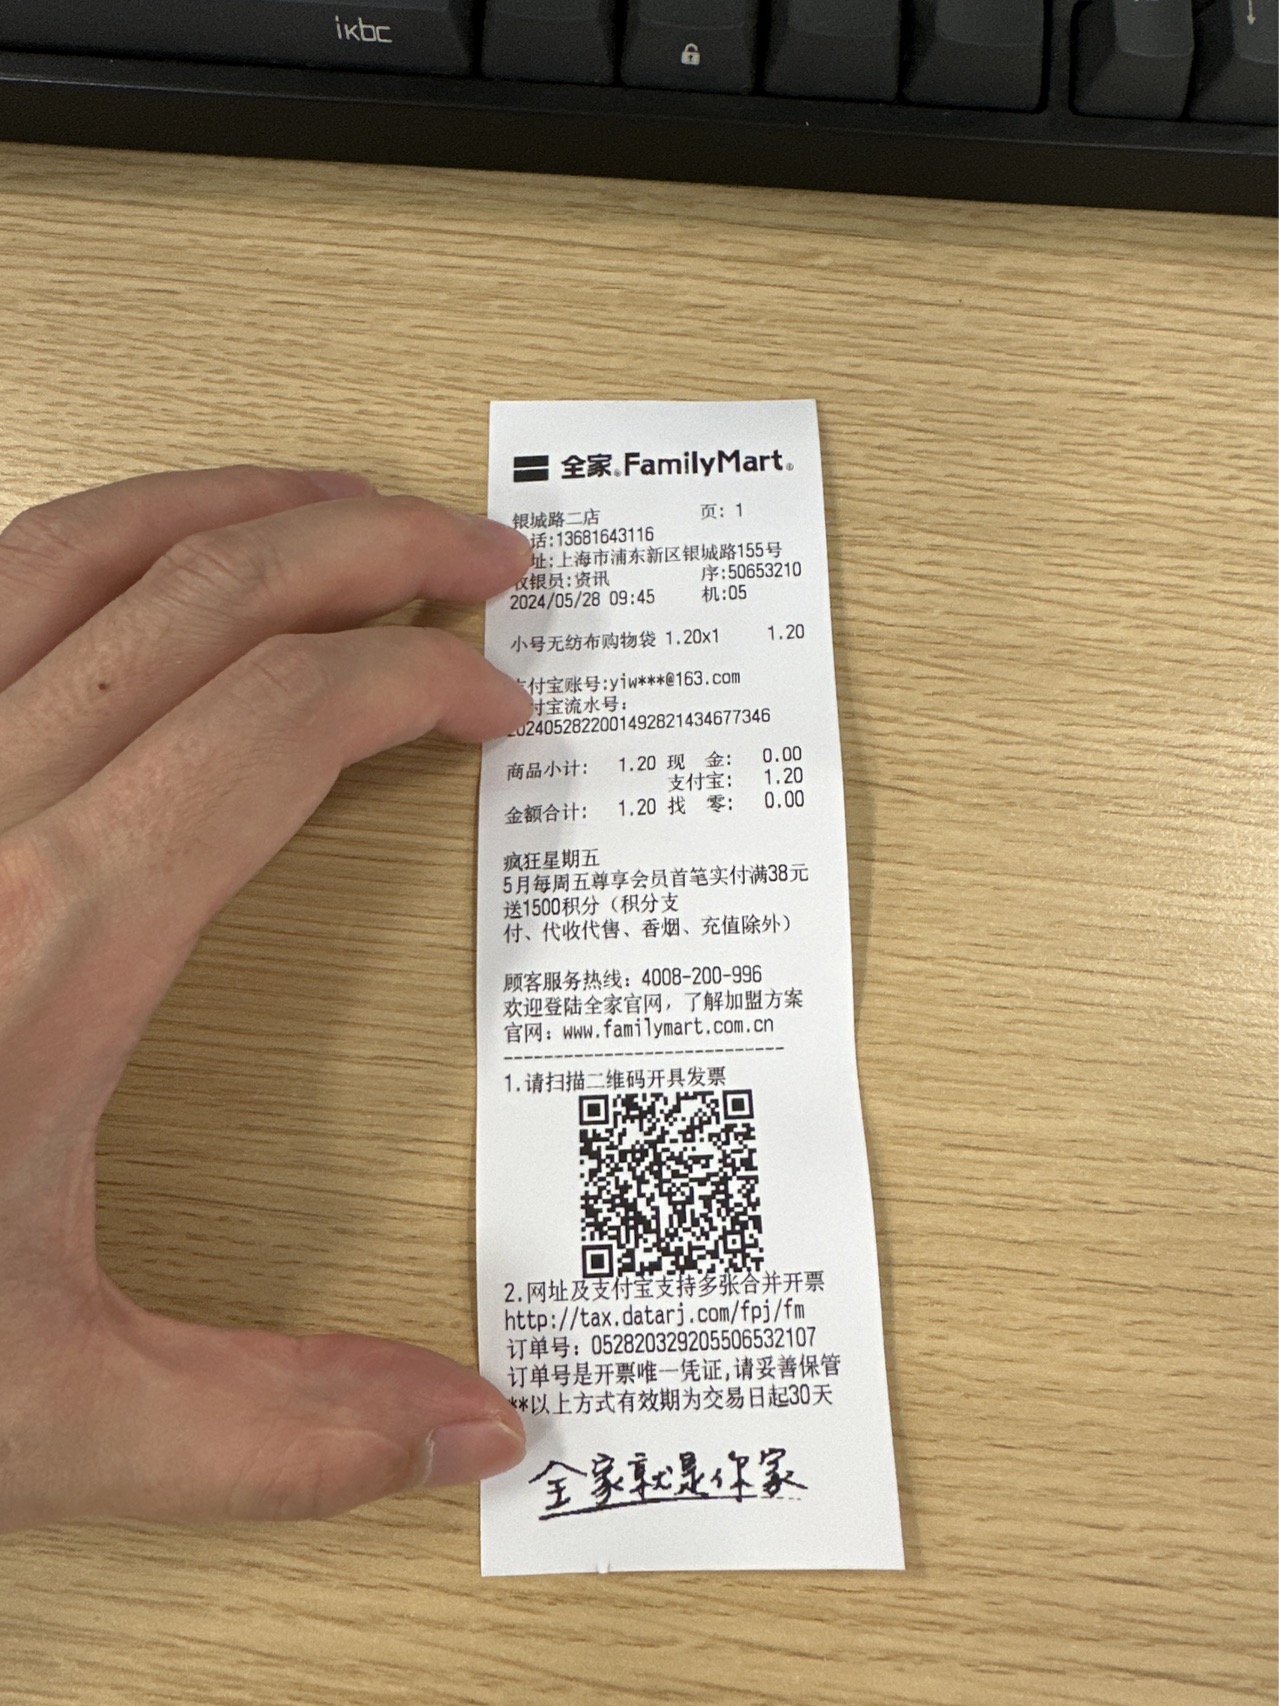 ikbc
全家®FamilyMart®
银城路二店 页: 1
话:13681643116
址:上海市浦东新区银城路155号
收银员:资讯 序:50653210
2024/05/28 09:45 机:05
小号无纺布购物袋 1.20x1 1.20
支付宝账号:yiw***@163.com
付宝流水号:
2024052822001492821434677346
商品小计: 1.20 现 金: 0.00
支付宝: 1.20
金额合计: 1.20 找 零: 0.00
疯狂星期五
5月每周五尊享会员首笔实付满38元
送1500积分（积分支
付、代收代售、香烟、充值除外）
顾客服务热线: 4008-200-996
欢迎登陆全家官网，了解加盟方案
官网: www.familymart.com.cn
----------------------------
1.请扫描二维码开具发票
2.网址及支付宝支持多张合并开票
http://tax.datarj.com/fpj/fm
订单号: 052820329205506532107
订单号是开票唯一凭证,请妥善保管
**以上方式有效期为交易日起30天
全家就是你家